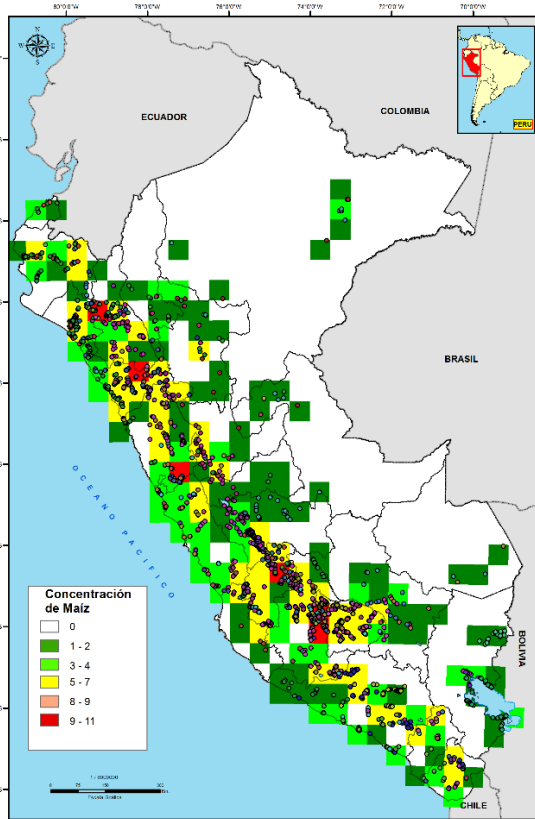 80°0'0"W 78°0'0"W 76°0'0"W 74°0'0"W 72°0'0"W 70°0'0"W
N
W E
S
COLOMBIA
ECUADOR
PERU
BRASIL
OCEANO PACIFICO
BOLIVIA
CHILE
Concentración
de Maíz
0
1 - 2
3 - 4
5 - 7
8 - 9
9 - 11
Escala Gráfica